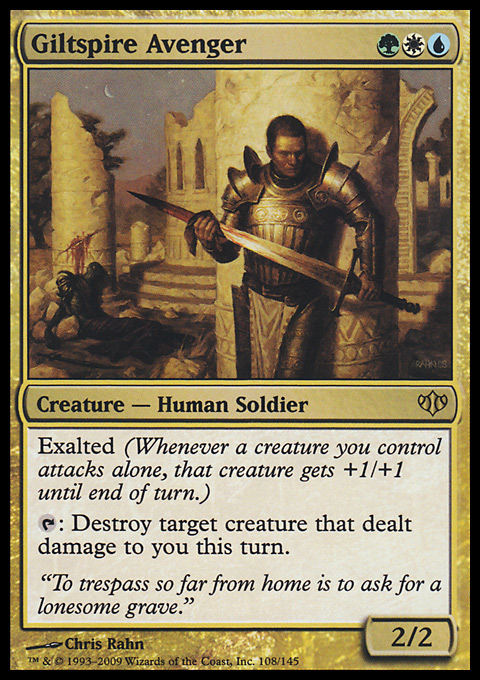 Giltspire Avenger
Creature — Human Soldier
Exalted (Whenever a creature you control
attacks alone, that creature gets +1/+1
until end of turn.)
: Destroy target creature that dealt
damage to you this turn.
“To trespass so far from home is to ask for a
lonesome grave.”
Chris Rahn
2/2
™ & © 1993–2009 Wizards of the Coast, Inc. 108/145